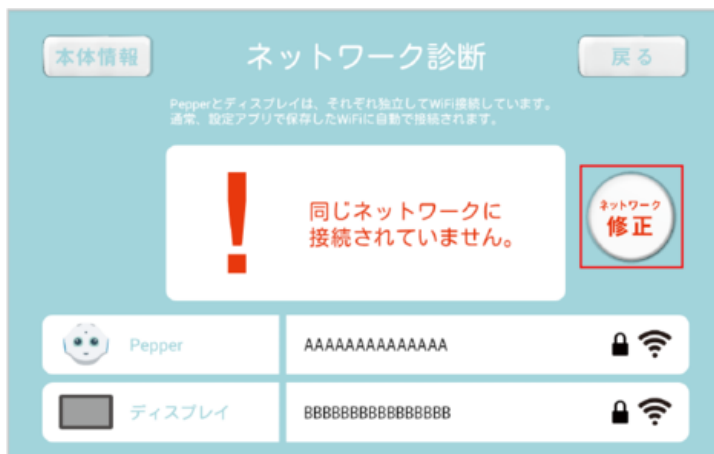 本体情報
ネットワーク診断
戻る
Pepperとディスプレイは、それぞれ独立してWiFi接続しています。
通常、設定アプリで保存したWiFiに自動で接続されます。
!
同じネットワークに
接続されていません。
ネットワーク
修正
Pepper
AAAAAAAAAAAAAA
ディスプレイ
BBBBBBBBBBBBBBBB